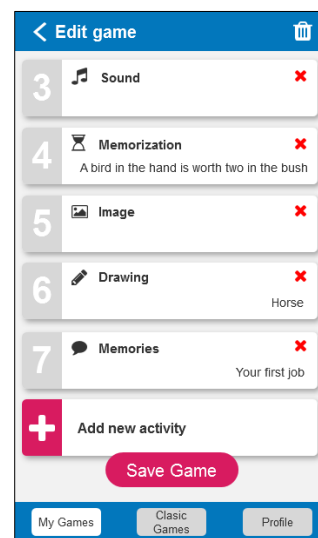 Edit game
3 Sound
4 Memorization
A bird in the hand is worth two in the bush
5 Image
6 Drawing
Horse
7 Memories
Your first job
Add new activity
Save Game
My Games
Clasic
Games
Profile